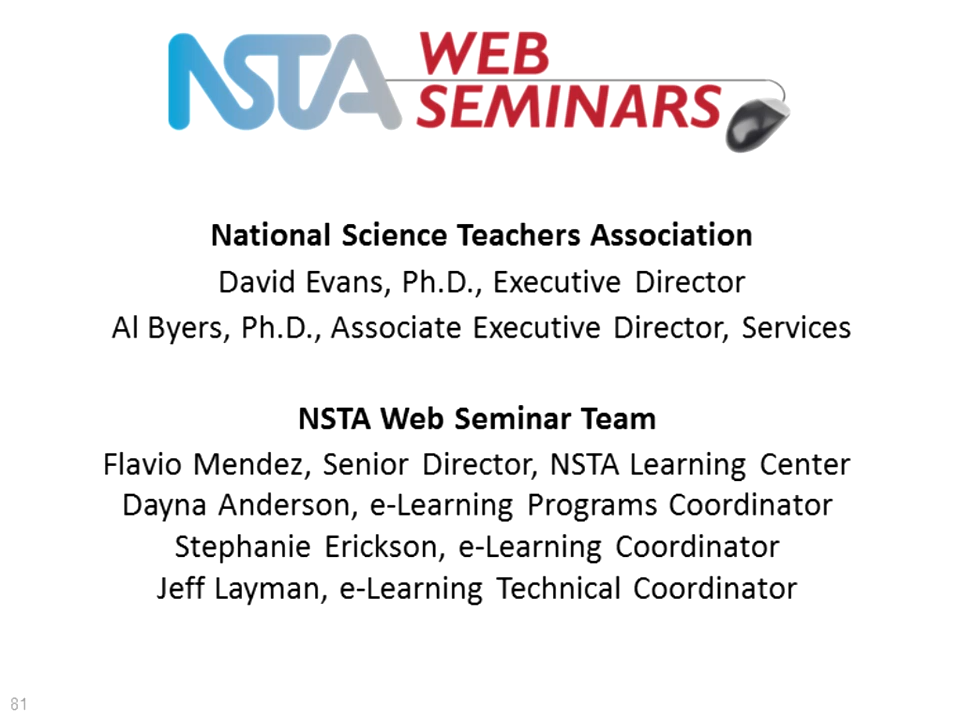 NSTA WEB
SEMINARS
National Science Teachers Association
David Evans, Ph.D., Executive Director
Al Byers, Ph.D., Associate Executive Director, Services
NSTA Web Seminar Team
Flavio Mendez, Senior Director, NSTA Learning Center
Dayna Anderson, e-Learning Programs Coordinator
Stephanie Erickson, e-Learning Coordinator
Jeff Layman, e-Learning Technical Coordinator
81